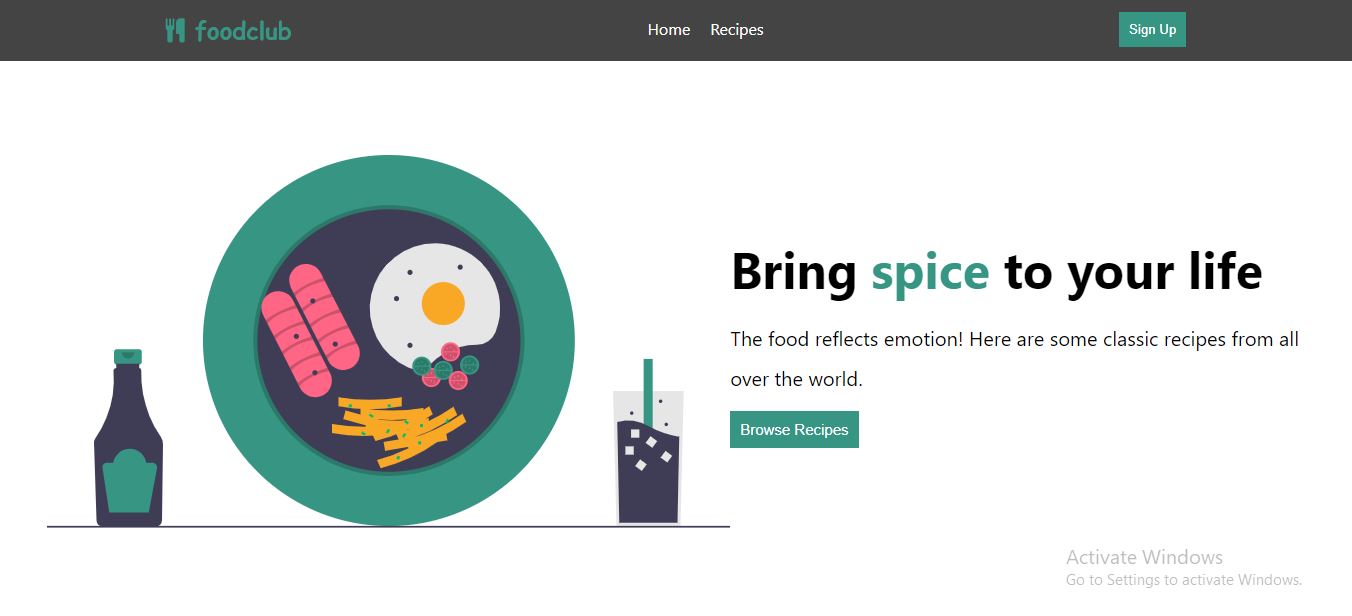 foodclub
Home
Recipes
Sign Up
Bring spice to your life
The food reflects emotion! Here are some classic recipes from all
over the world.
Browse Recipes
Activate Windows
Go to Settings to activate Windows.